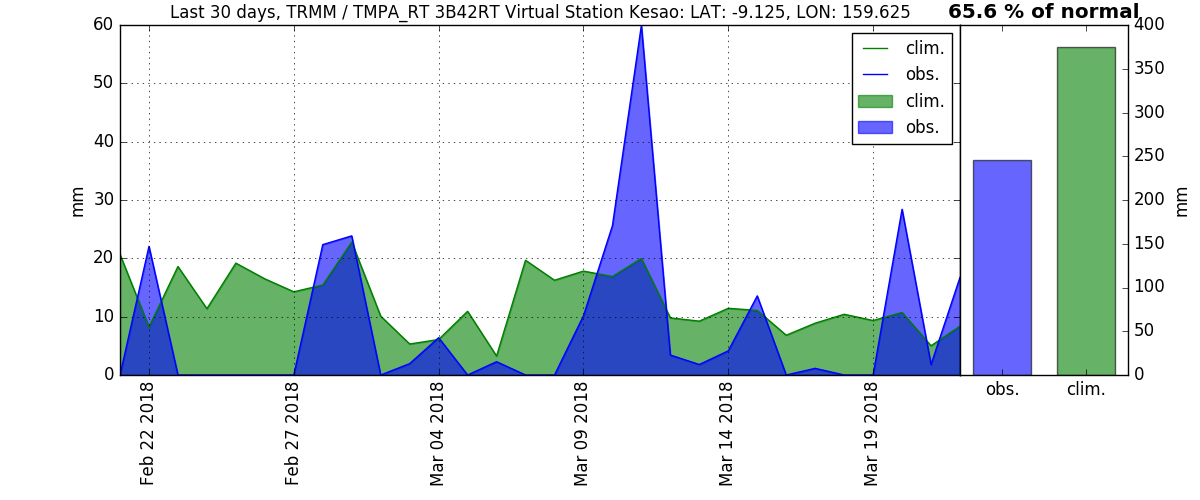 Last 30 days, TRMM / TMPA_RT 3B42RT Virtual Station Kesao: LAT: -9.125, LON: 159.625
65.6 % of normal
60
50
40
30
20
10
0
mm
clim.
obs.
clim.
obs.
Feb 22 2018
Feb 27 2018
Mar 04 2018
Mar 09 2018
Mar 14 2018
Mar 19 2018
400
350
300
250
200
150
100
50
0
mm
obs.
clim.